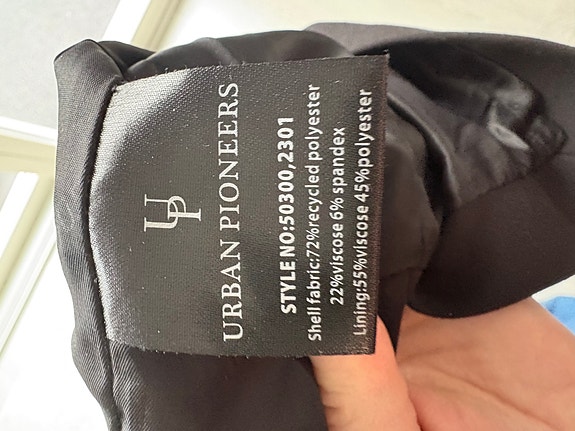 UP
URBAN PIONEERS
STYLE NO:50300,2301
Shell fabric:72%recycled polyester
22%viscose 6% spandex
Lining:55%viscose 45%polyester